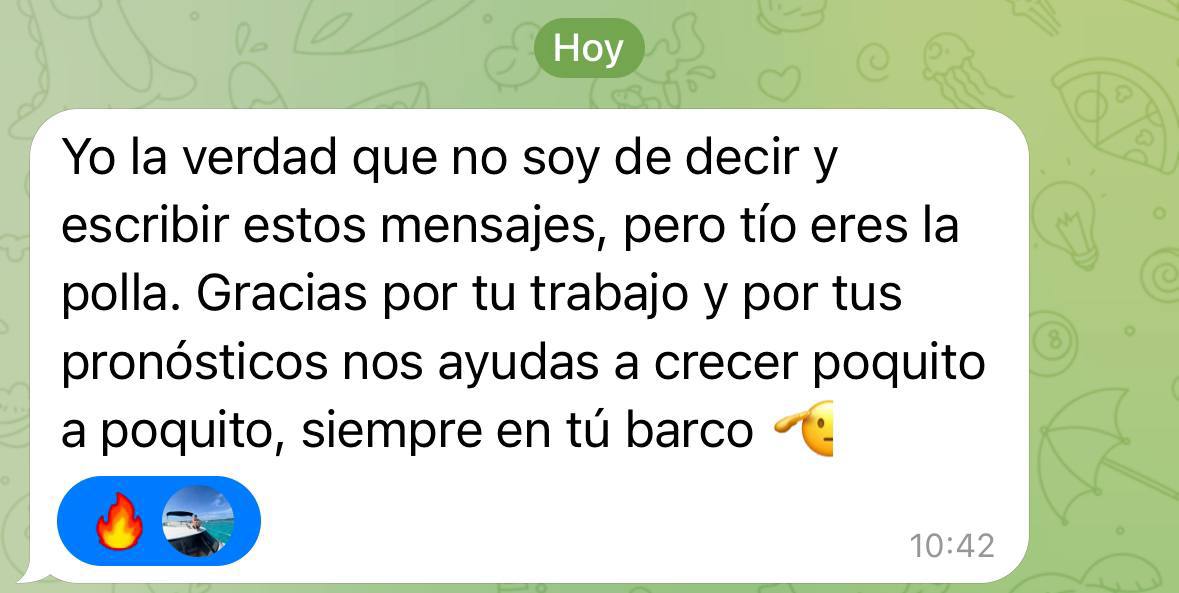 Hoy
Yo la verdad que no soy de decir y
escribir estos mensajes, pero tío eres la
polla. Gracias por tu trabajo y por tus
pronósticos nos ayudas a crecer poquito
a poquito, siempre en tú barco 🫡
🔥
10:42